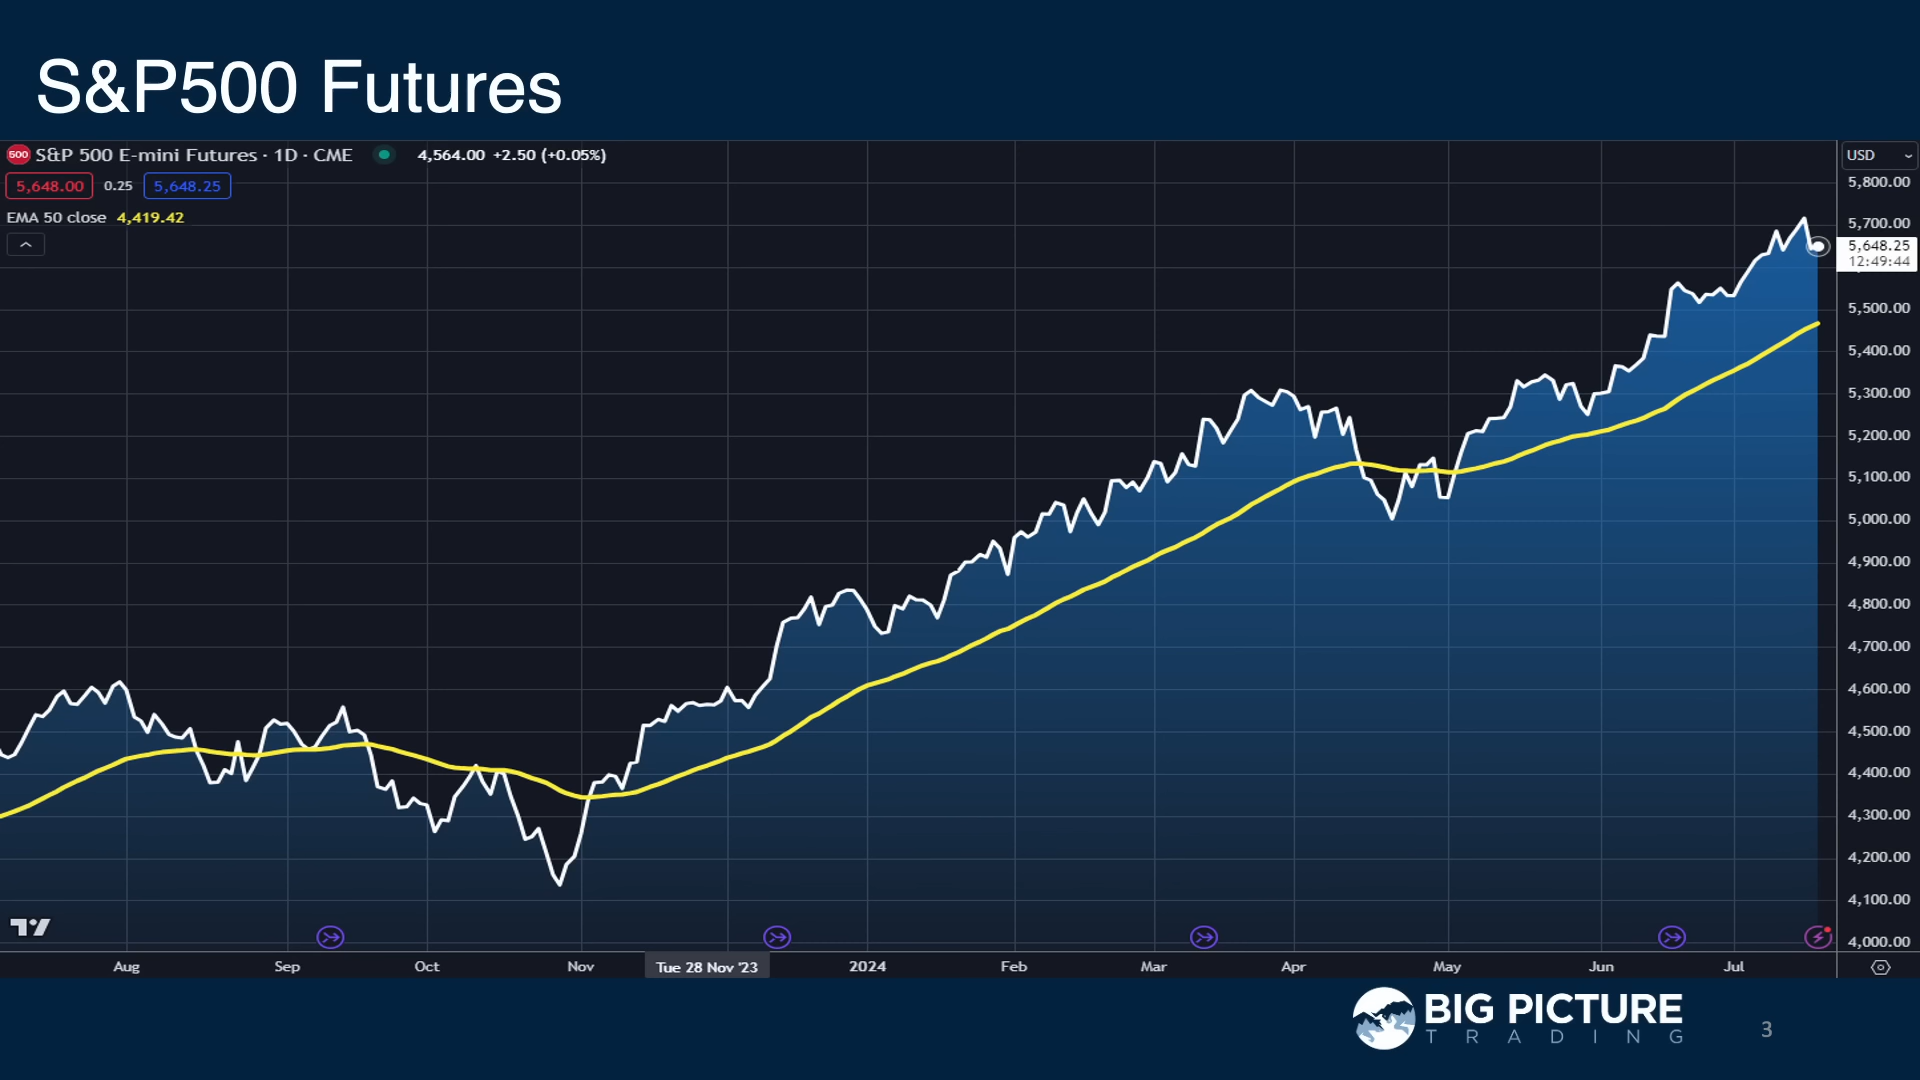 S&P500 Futures
500 S&P 500 E-mini Futures · 1D · CME 4,564.00 +2.50 (+0.05%)
5,648.00 0.25 5,648.25
EMA 50 close 4,419.42
USD
5,800.00
5,700.00
5,648.25
12:49:44
5,500.00
5,400.00
5,300.00
5,200.00
5,100.00
5,000.00
4,900.00
4,800.00
4,700.00
4,600.00
4,500.00
4,400.00
4,300.00
4,200.00
4,100.00
4,000.00
Aug Sep Oct Nov Tue 28 Nov '23 2024 Feb Mar Apr May Jun Jul
BIG PICTURE
TRADING
3